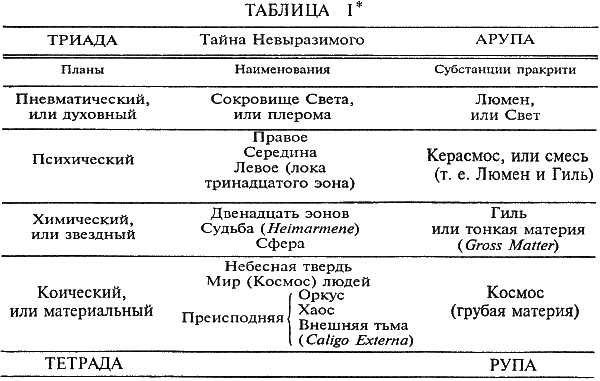 ТАБЛИЦА I*
ТРИАДА Тайна Невыразимого АРУПА
Планы Наименования Субстанции пракрити
Пневматический, Сокровище Света, Люмен,
или духовный или плерома или Свет
Правое
Психический Середина Керасмос, или смесь
Левое (лока (т. е. Люмен и Гиль)
тринадцатого эона)
Химический, Двенадцать эонов Гиль
или звездный Судьба (Heimarmene) или тонкая материя
Сфера (Gross Matter)
Небесная твердь
Мир (Космос) людей
Коический, Оркус Космос
или материальный Преисподняя Хаос (грубая материя)
Внешняя тьма
(Caligo Externa)
ТЕТРАДА РУПА